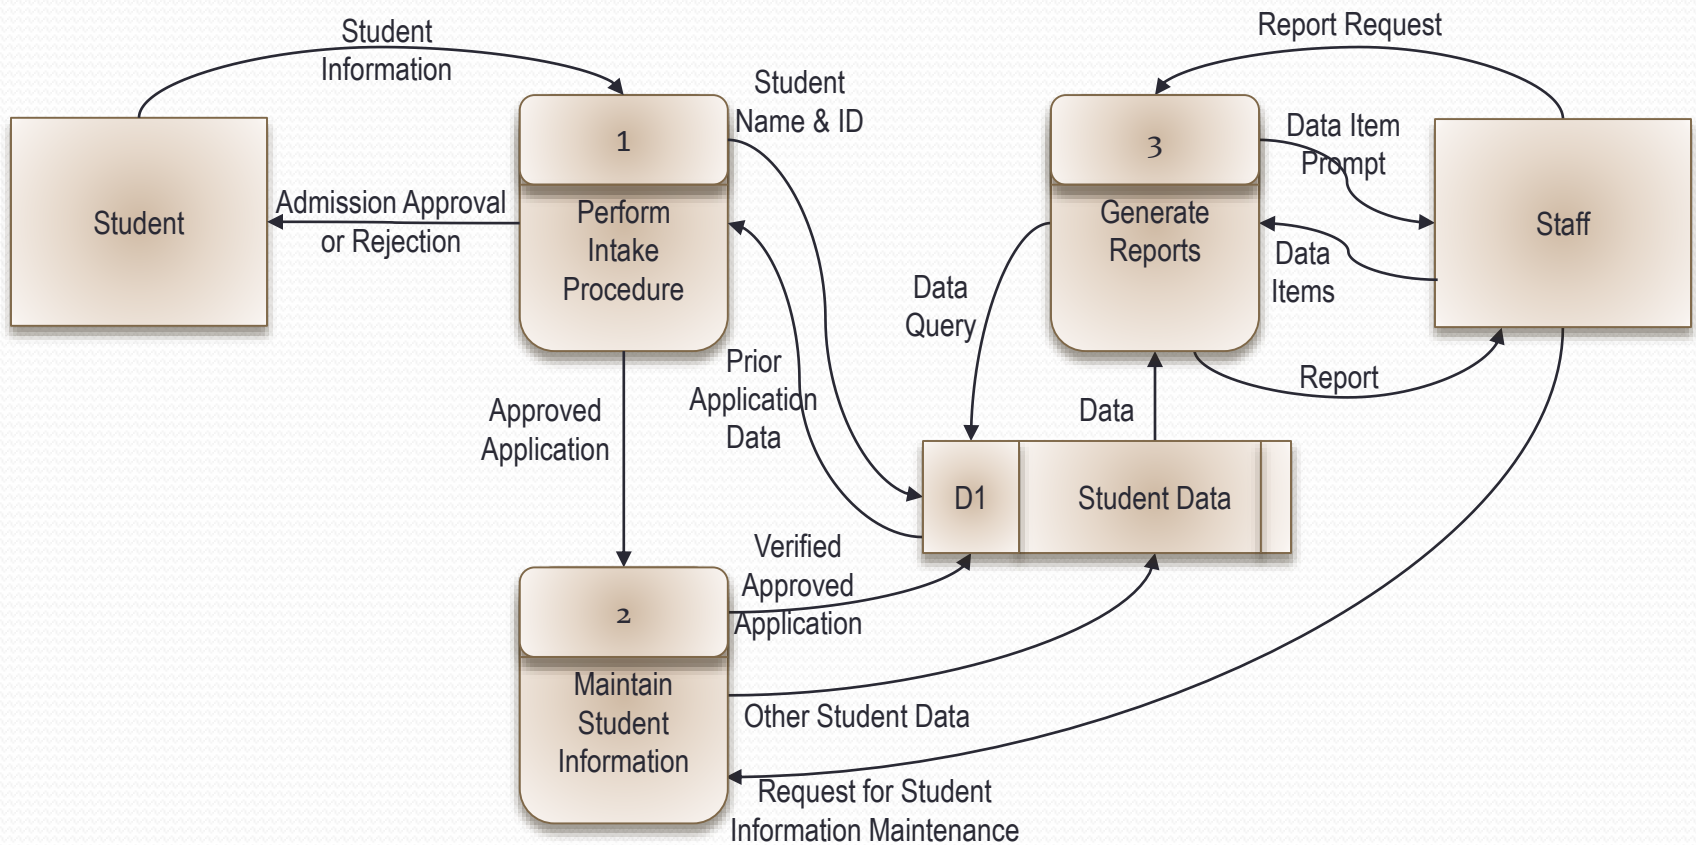 Student
Information
Report Request
Student
Name & ID
1
3
Data Item
Prompt
Student
Admission Approval
or Rejection
Perform
Intake
Procedure
Generate
Reports
Staff
Data
Items
Data
Query
Prior
Application
Data
Report
Approved
Application
Data
D1
Student Data
Verified
Approved
Application
2
Maintain
Student
Information
Other Student Data
Request for Student
Information Maintenance